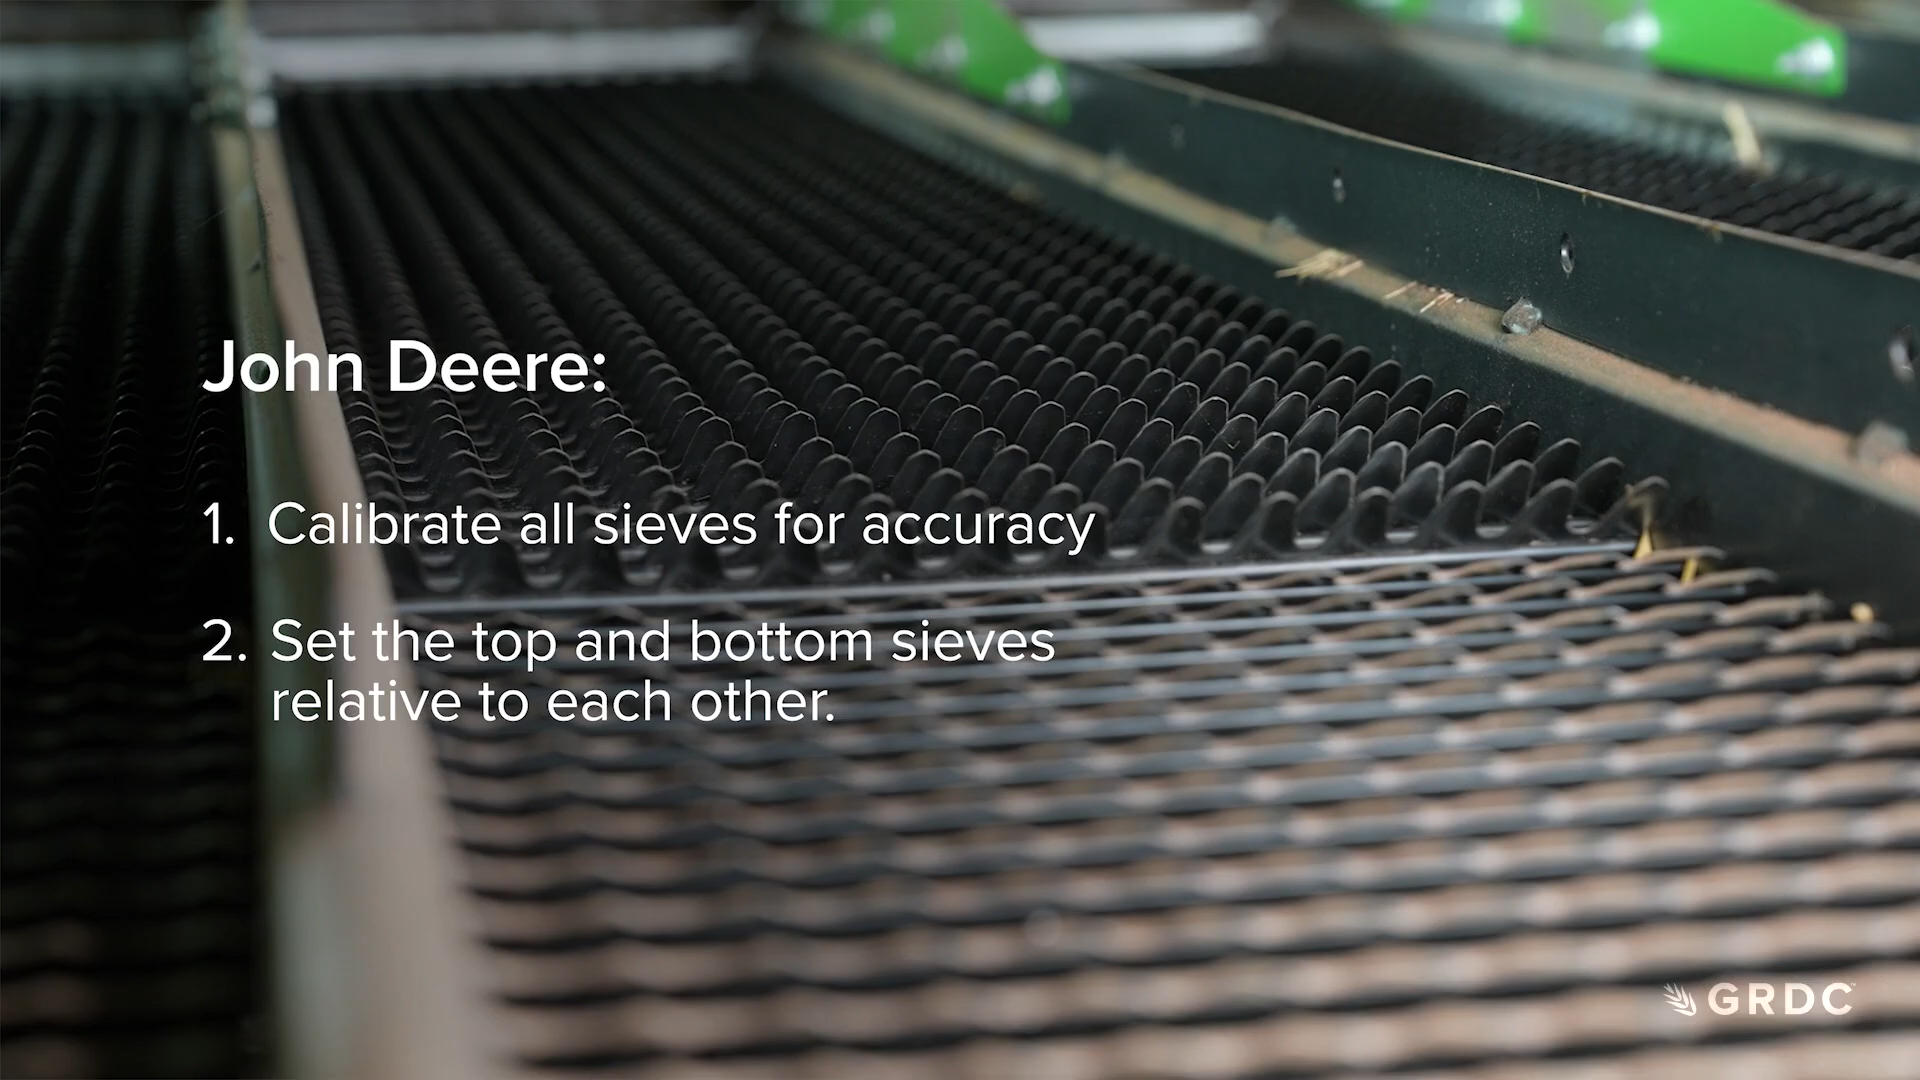 John Deere:
1. Calibrate all sieves for accuracy
2. Set the top and bottom sieves
relative to each other.
GRDC™